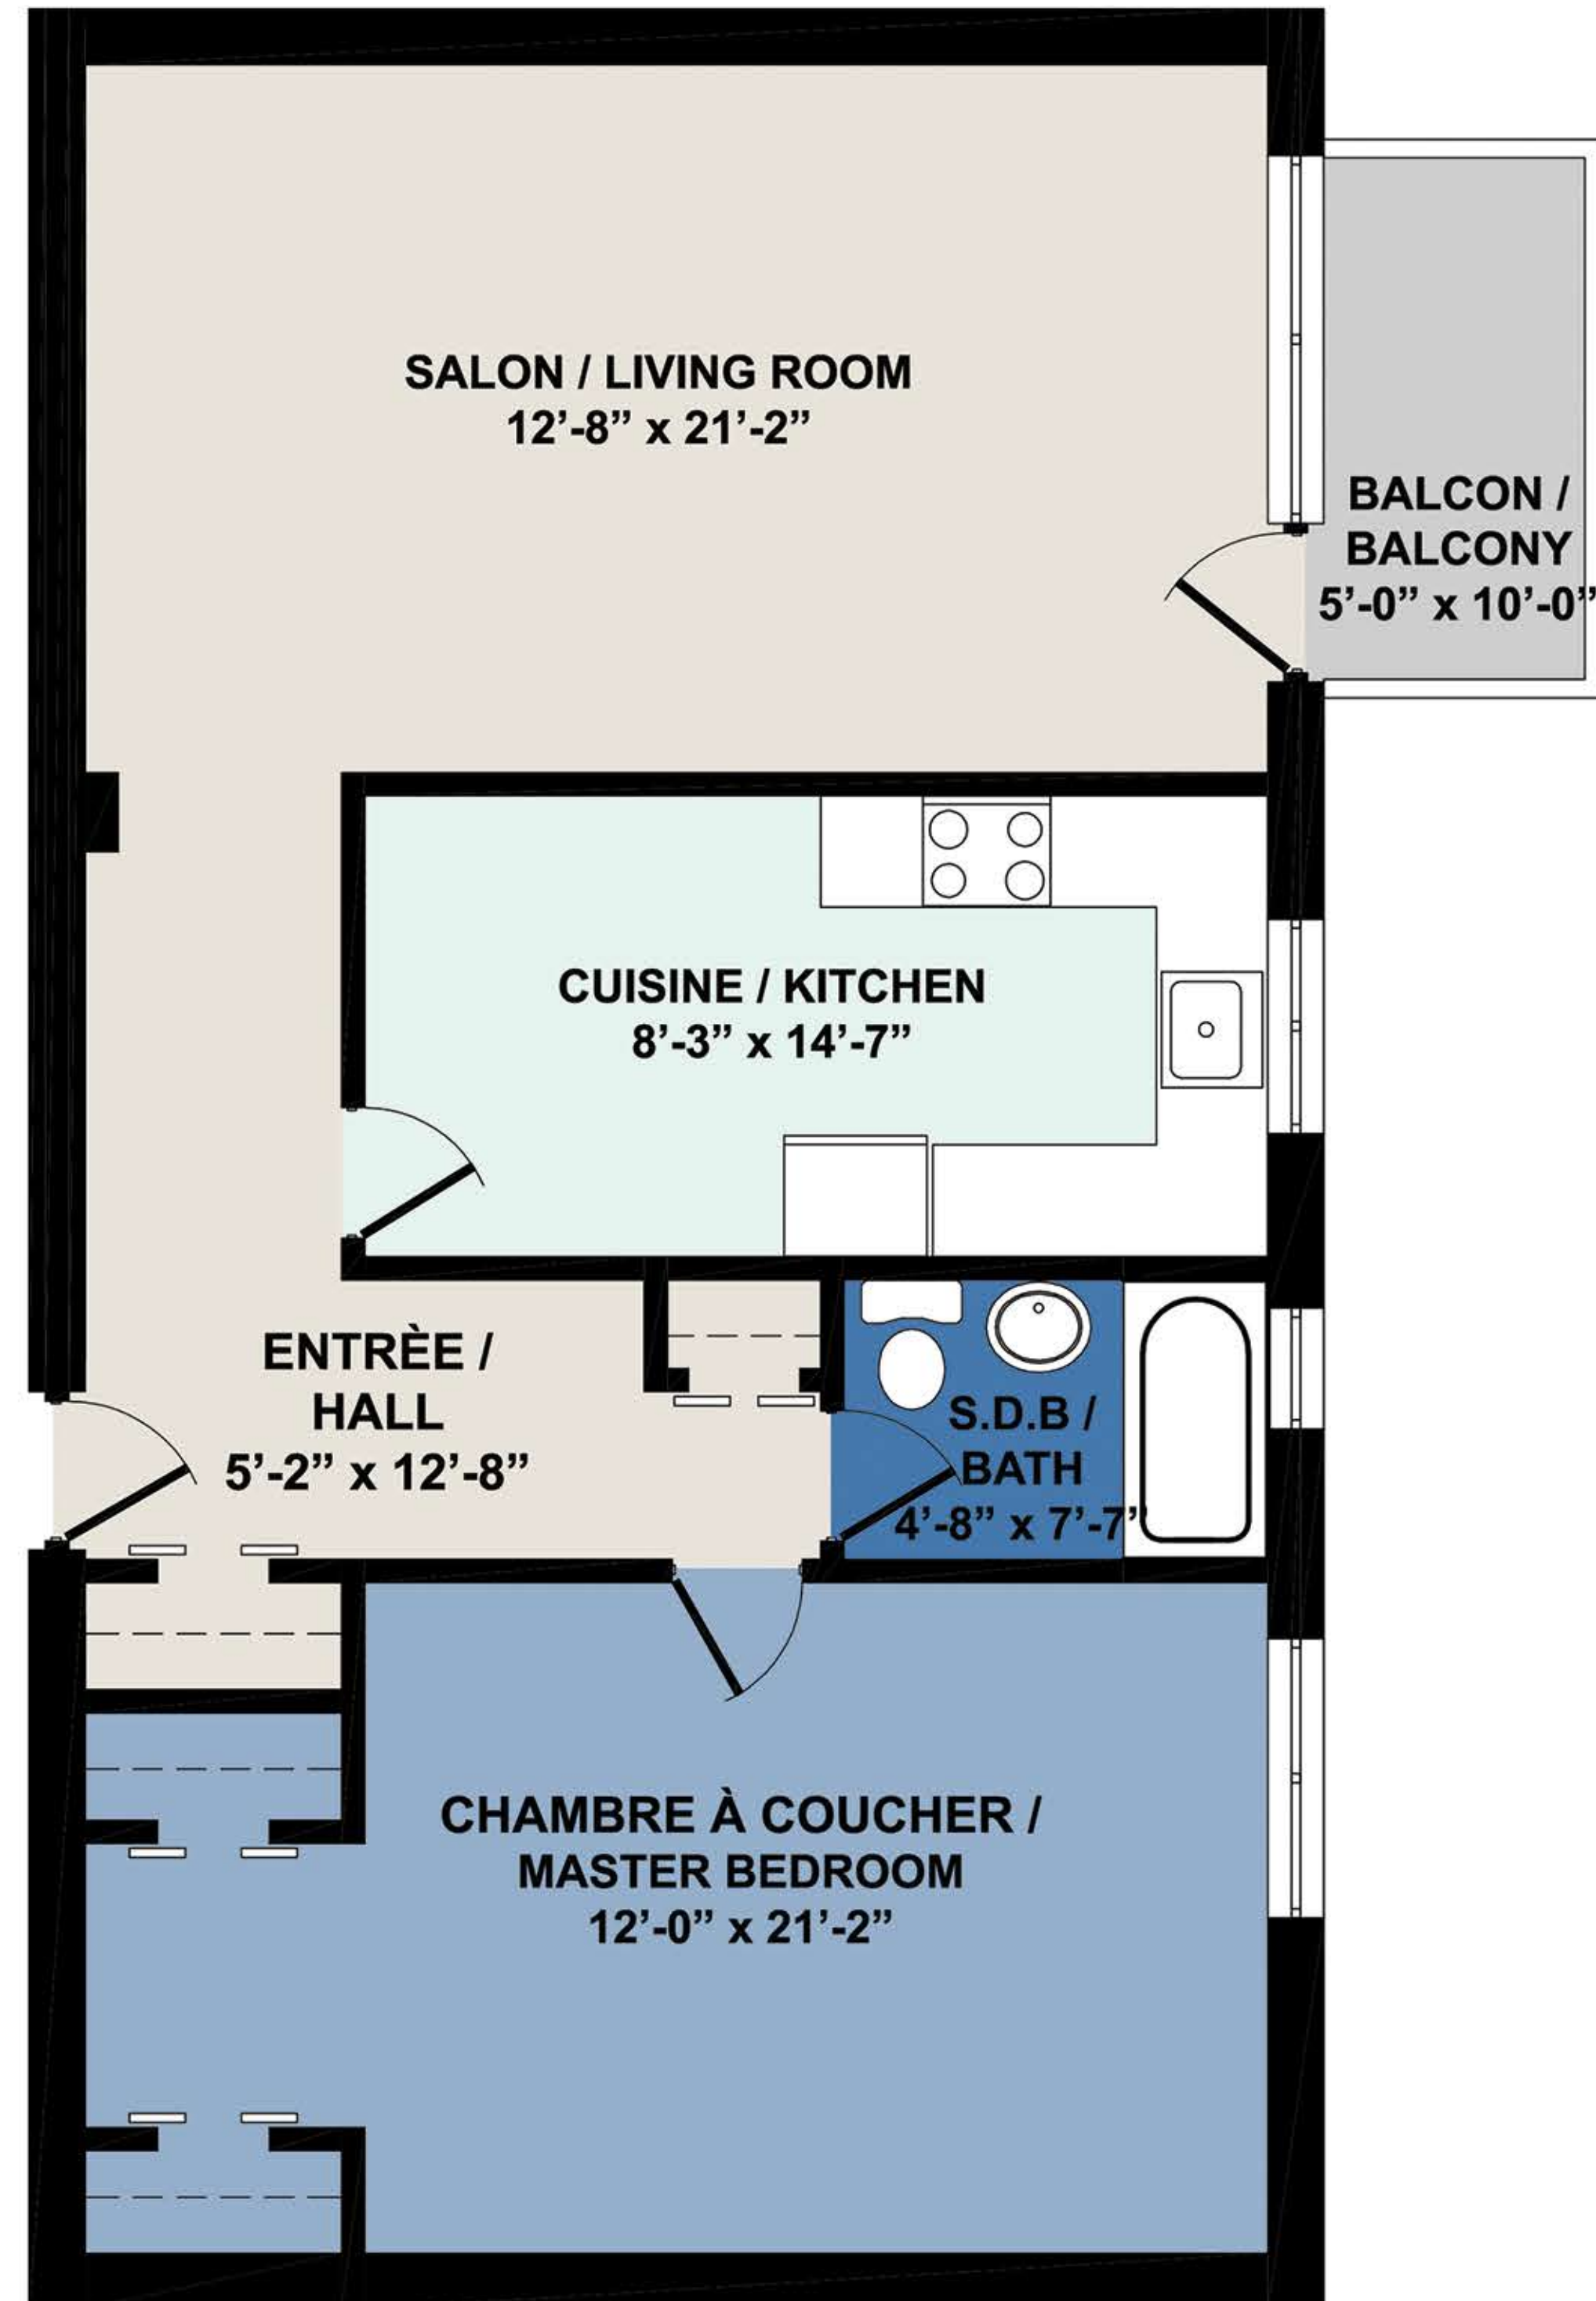 SALON / LIVING ROOM
12’-8” x 21’-2”
BALCON /
BALCONY
5’-0” x 10’-0”
CUISINE / KITCHEN
8’-3” x 14’-7”
ENTRÈE /
HALL
5’-2” x 12’-8”
S.D.B /
BATH
4’-8” x 7’-7”
CHAMBRE À COUCHER /
MASTER BEDROOM
12’-0” x 21’-2”